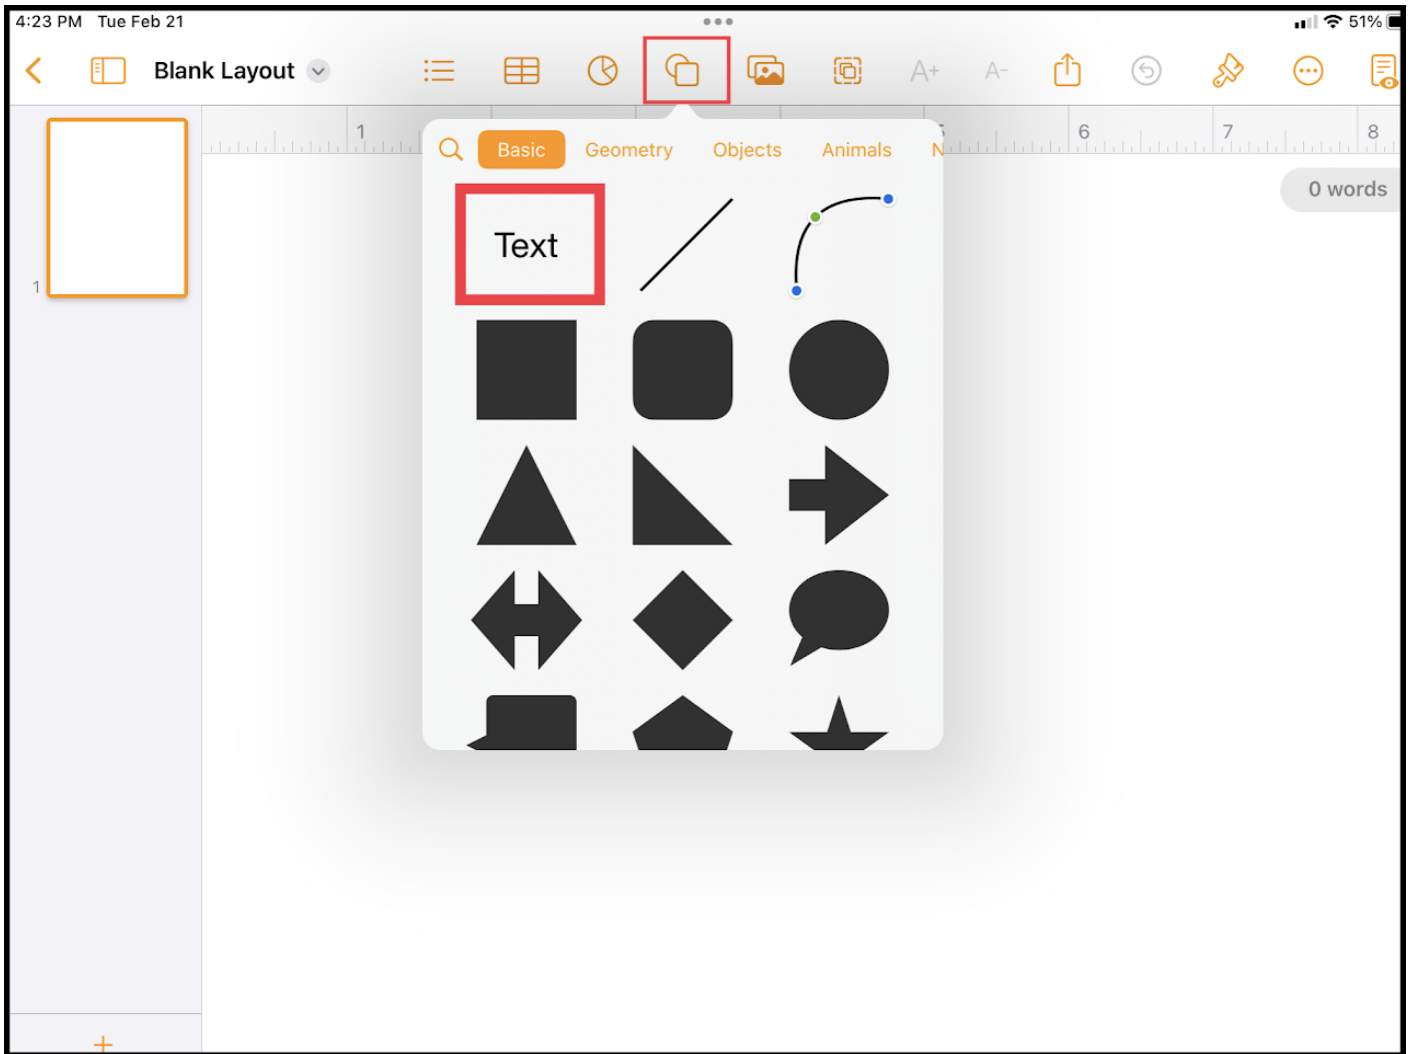 4:23 PM Tue Feb 21
51%
Blank Layout
A+
A-
1
6
7
8
Basic Geometry Objects Animals N
0 words
Text
1